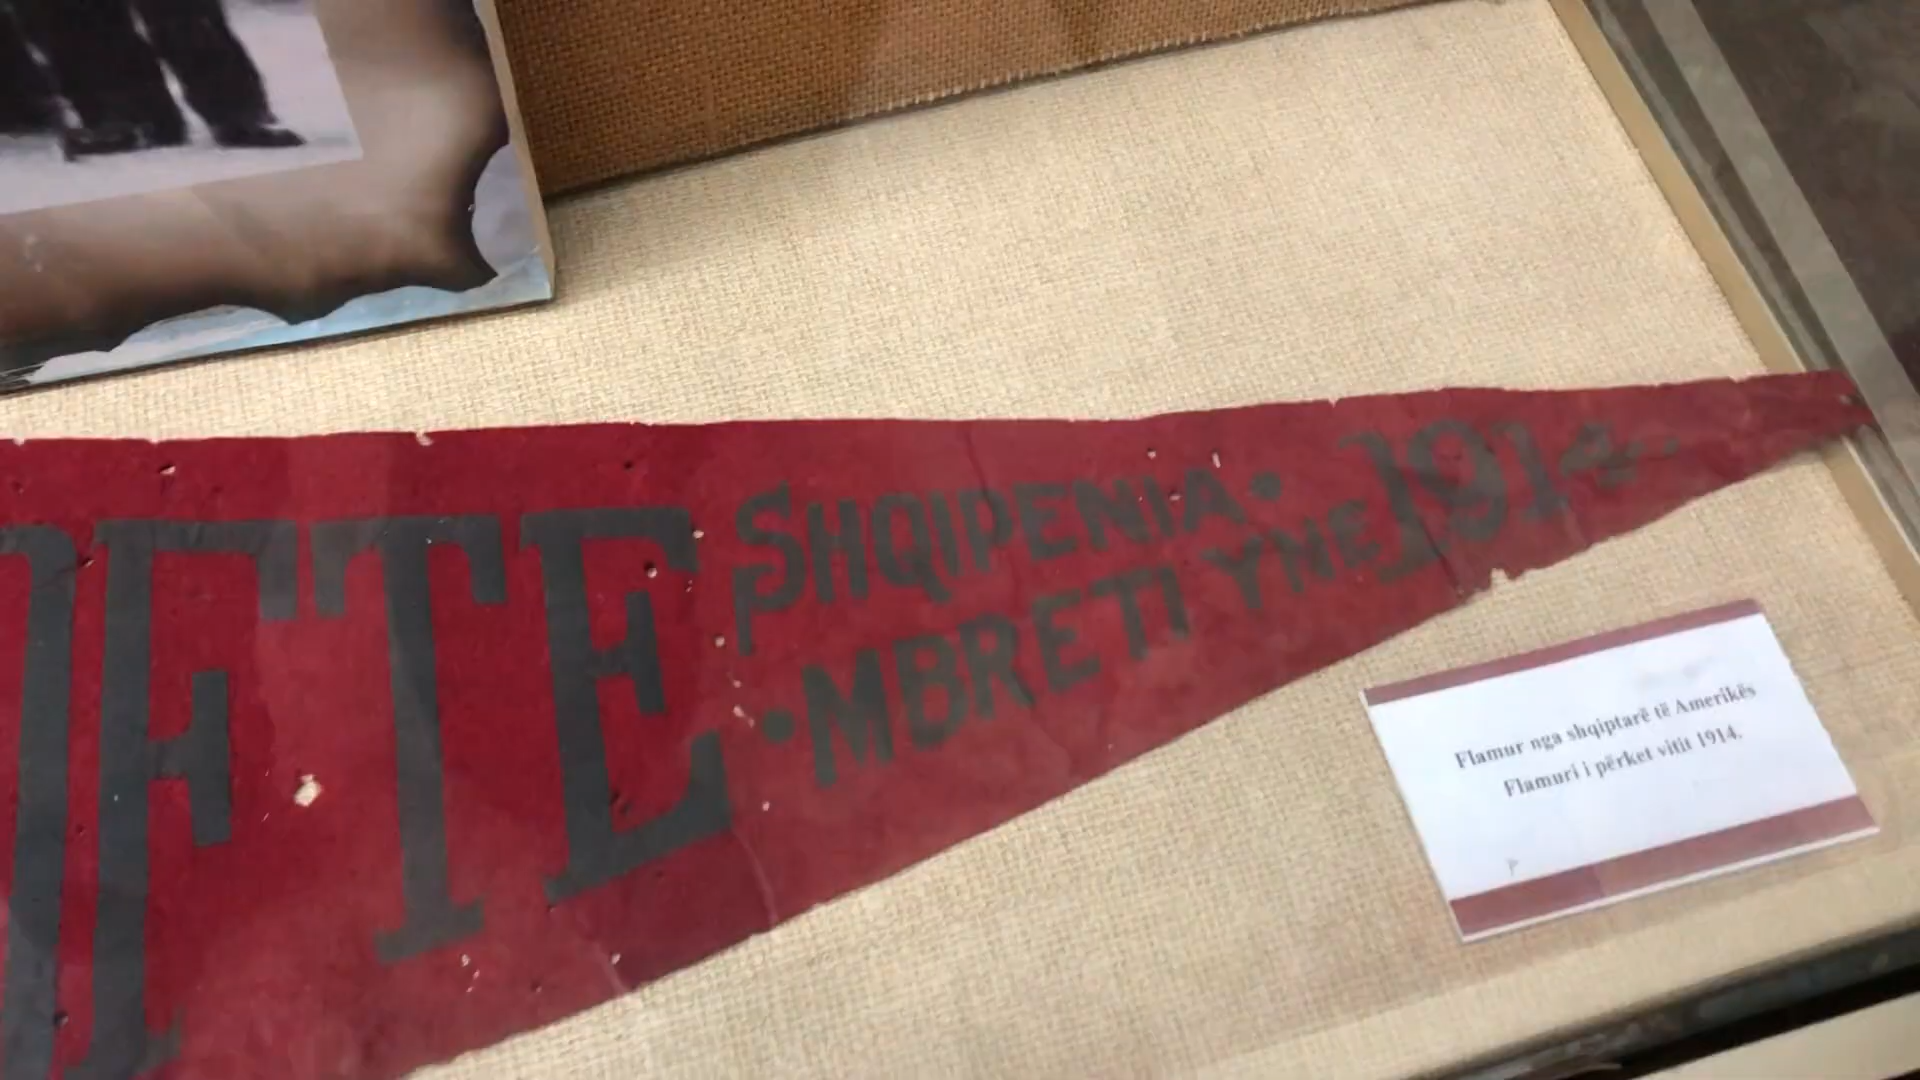 FTE
SHQIPENIA •
• MBRETI YNE
1914
Flamur nga shqiptarë të Amerikës
Flamuri i përket vitit 1914.